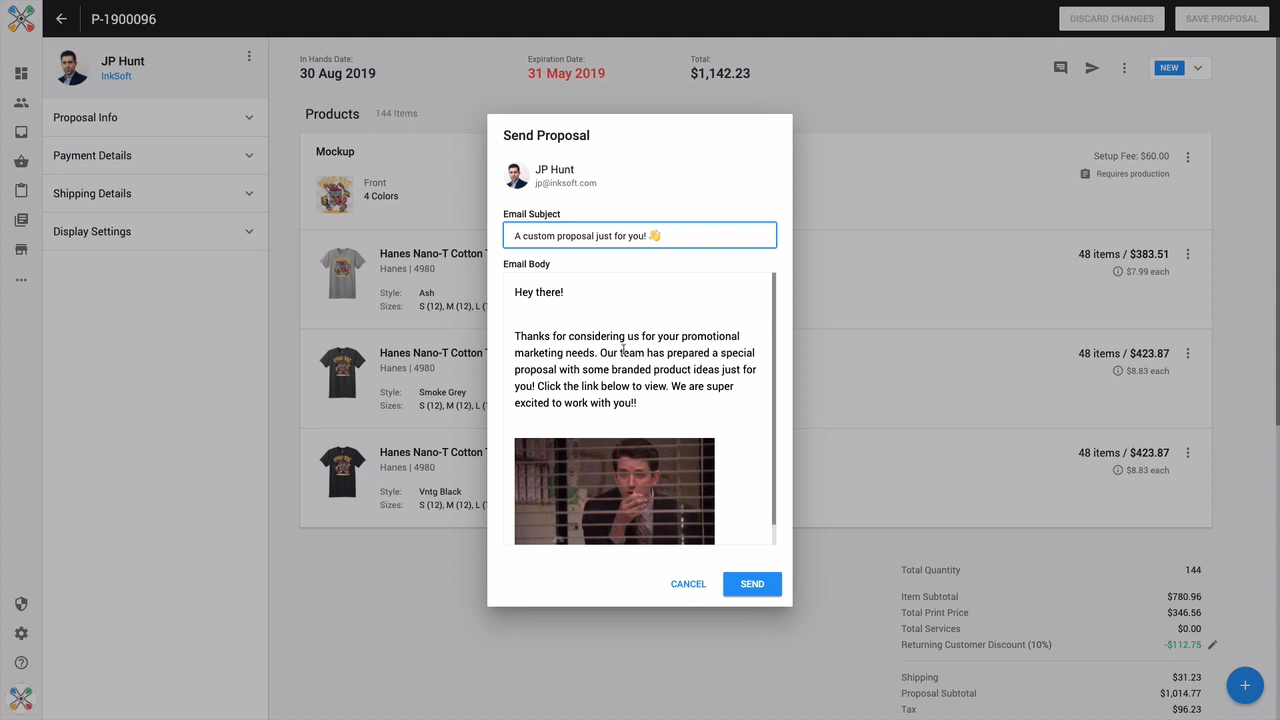 P-1900096
DISCARD CHANGES
SAVE PROPOSAL
JP Hunt
InkSoft
Proposal Info
Payment Details
Shipping Details
Display Settings
In Hands Date:
30 Aug 2019
Expiration Date:
31 May 2019
Total:
$1,142.23
NEW
Products 144 Items
Mockup
Front
4 Colors
Setup Fee: $60.00
Requires production
Hanes Nano-T Cotton
Hanes | 4980
Style: Ash
Sizes: S (12), M (12), L
48 items / $383.51
$7.99 each
Hanes Nano-T Cotton
Hanes | 4980
Style: Smoke Grey
Sizes: S (12), M (12), L
48 items / $423.87
$8.83 each
Hanes Nano-T Cotton
Hanes | 4980
Style: Vntg Black
Sizes: S (12), M (12), L
48 items / $423.87
$8.83 each
Total Quantity 144
Item Subtotal $780.96
Total Print Price $346.56
Total Services $0.00
Returning Customer Discount (10%) -$112.75
Shipping $31.23
Proposal Subtotal $1,014.77
Tax $96.23
Send Proposal
JP Hunt
jp@inksoft.com
Email Subject
A custom proposal just for you! 👋
Email Body
Hey there!
Thanks for considering us for your promotional
marketing needs. Our team has prepared a special
proposal with some branded product ideas just for
you! Click the link below to view. We are super
excited to work with you!!
CANCEL
SEND